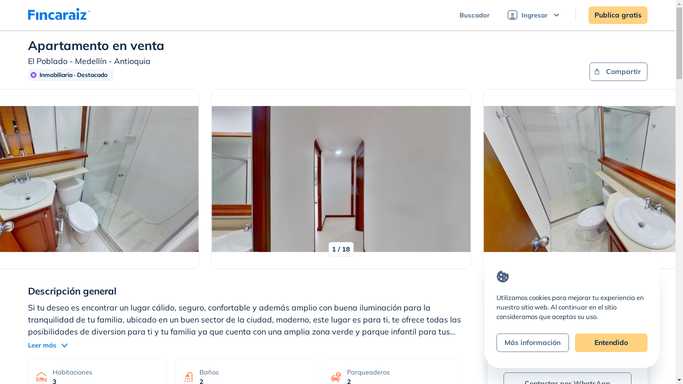 Fincaraiz
Buscador
Ingresar
Publica gratis
Apartamento en venta
El Poblado - Medellín - Antioquia
Inmobiliaria · Destacado
Compartir
1 / 18
Descripción general
Si tu deseo es encontrar un lugar cálido, seguro, confortable y además amplio con buena iluminación para la
tranquilidad de tu familia, ubicado en un buen sector de la ciudad, moderno, este lugar es para ti, te ofrece todas las
posibilidades de diversion para ti y tu familia ya que cuenta con una amplia zona verde y parque infantil para tus...
Leer más
Habitaciones
3
Baños
2
Parqueaderos
2
Utilizamos cookies para mejorar tu experiencia en
nuestro sitio web. Al continuar en el sitio
consideramos que aceptas su uso.
Más información
Entendido
Contactar por WhatsApp